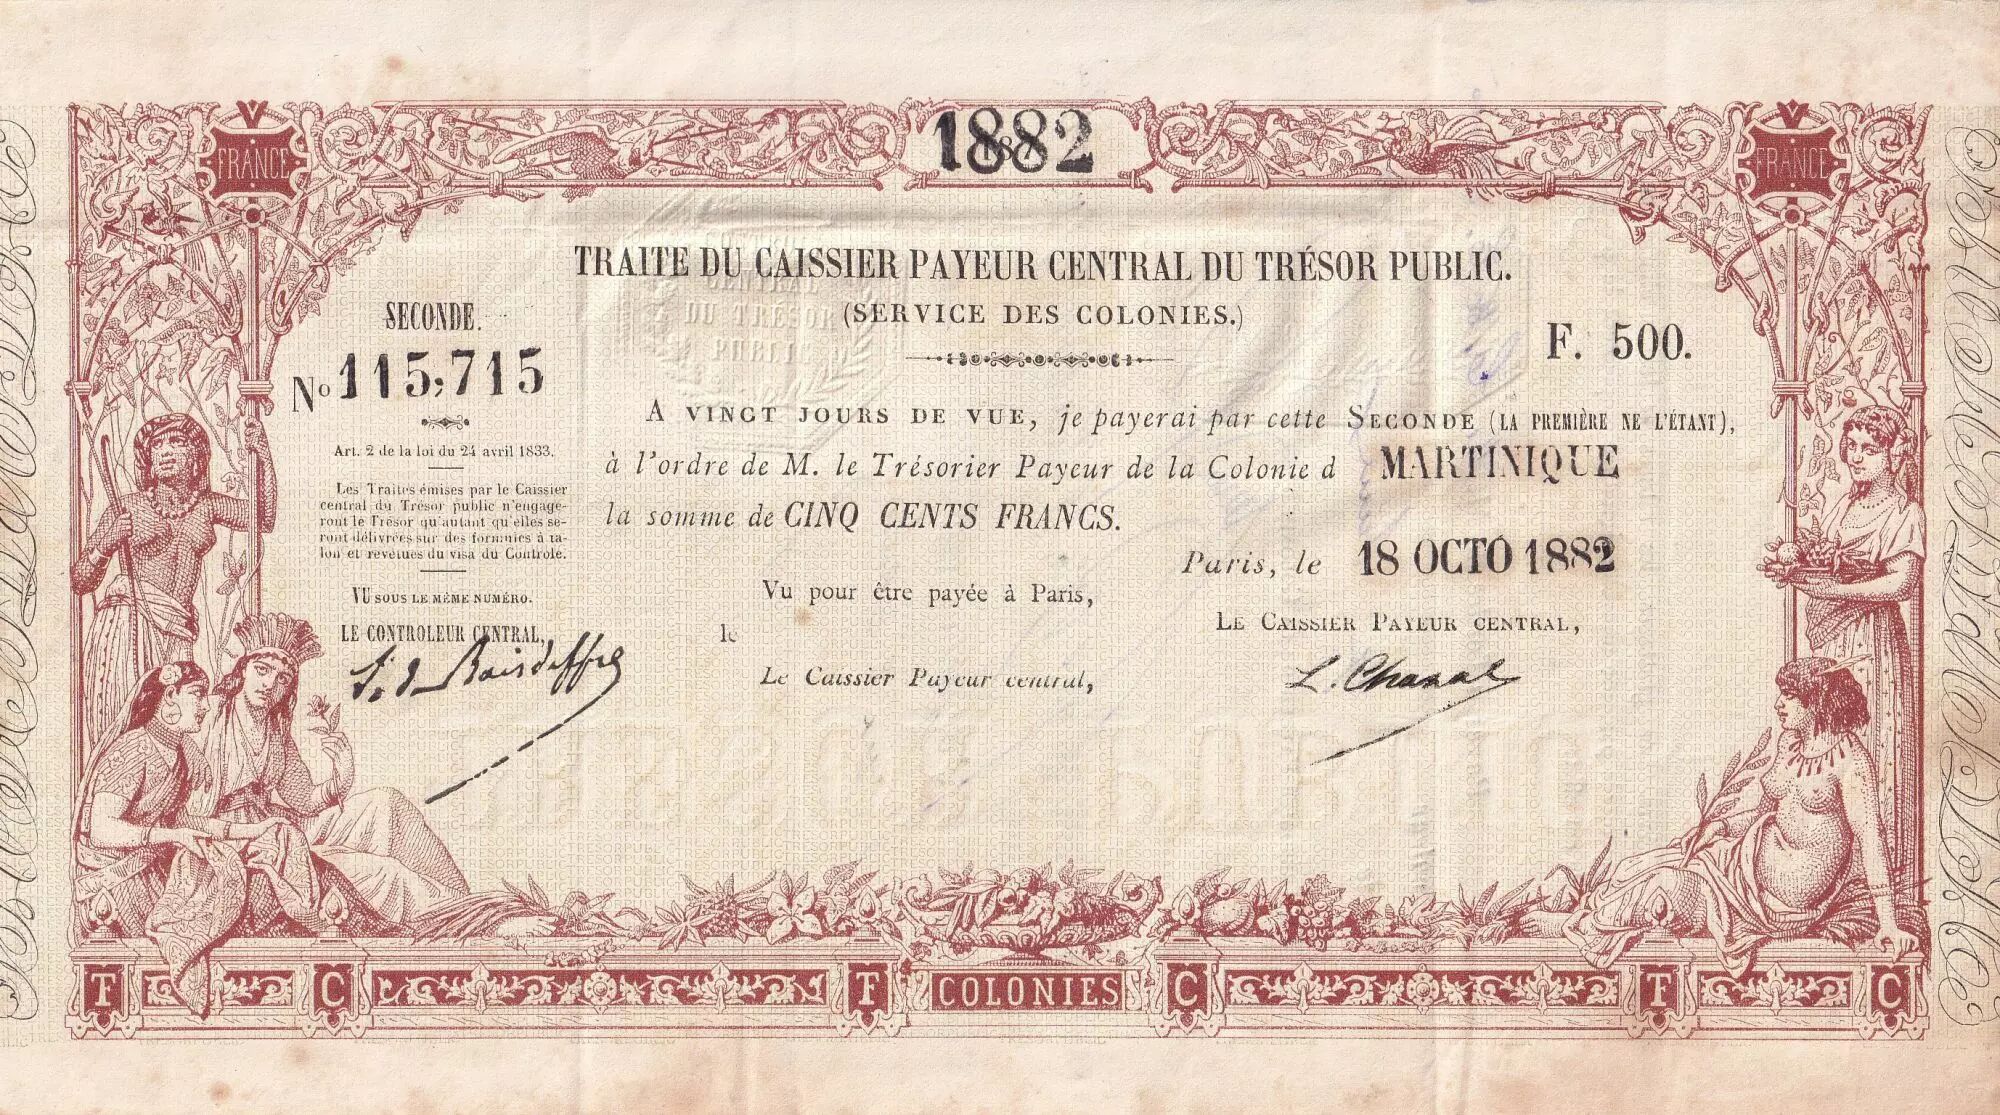 FRANCE 1882 FRANCE
TRAITE DU CAISSIER PAYEUR CENTRAL DU TRÉSOR PUBLIC.
(SERVICE DES COLONIES.)
CENTRAL
DU TRÉSOR
PUBLIC
SECONDE.
No 115,715
F. 500.
Art. 2 de la loi du 24 avril 1833.
Les Traites émises par le Caissier
central du Trésor public n'engage-
ront le Trésor qu'autant qu'elles se-
ront délivrées sur des formules à ta-
lon et revêtues du visa du Contrôle.
VU SOUS LE MÊME NUMÉRO.
LE CONTROLEUR CENTRAL,
A VINGT JOURS DE VUE, je payerai par cette SECONDE (LA PREMIÈRE NE L'ÉTANT),
à l'ordre de M. le Trésorier Payeur de la Colonie d MARTINIQUE
la somme de CINQ CENTS FRANCS.
Paris, le 18 OCTO 1882
Vu pour être payée à Paris,
le
Le Caissier Payeur central,
LE CAISSIER PAYEUR CENTRAL,
T C F COLONIES C T C